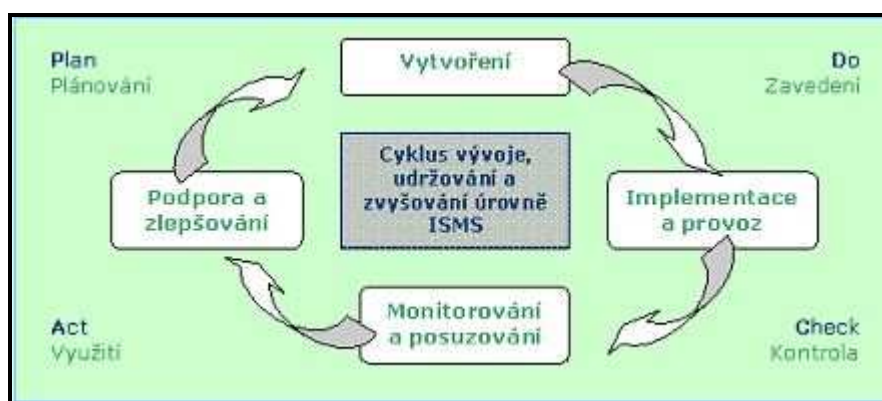 Plan
Plánování
Vytvoření
Do
Zavedení
Cyklus vývoje,
udržování a
zvyšování úrovně
ISMS
Podpora a
zlepšování
Implementace
a provoz
Monitorování
a posuzování
Act
Využití
Check
Kontrola